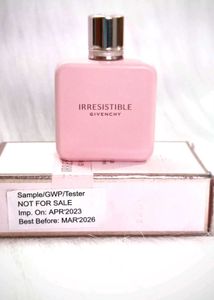 IRRESISTIBLE
GIVENCHY
Sample/GWP/Tester
NOT FOR SALE
Imp. On: APR'2023
Best Before: MAR'2026